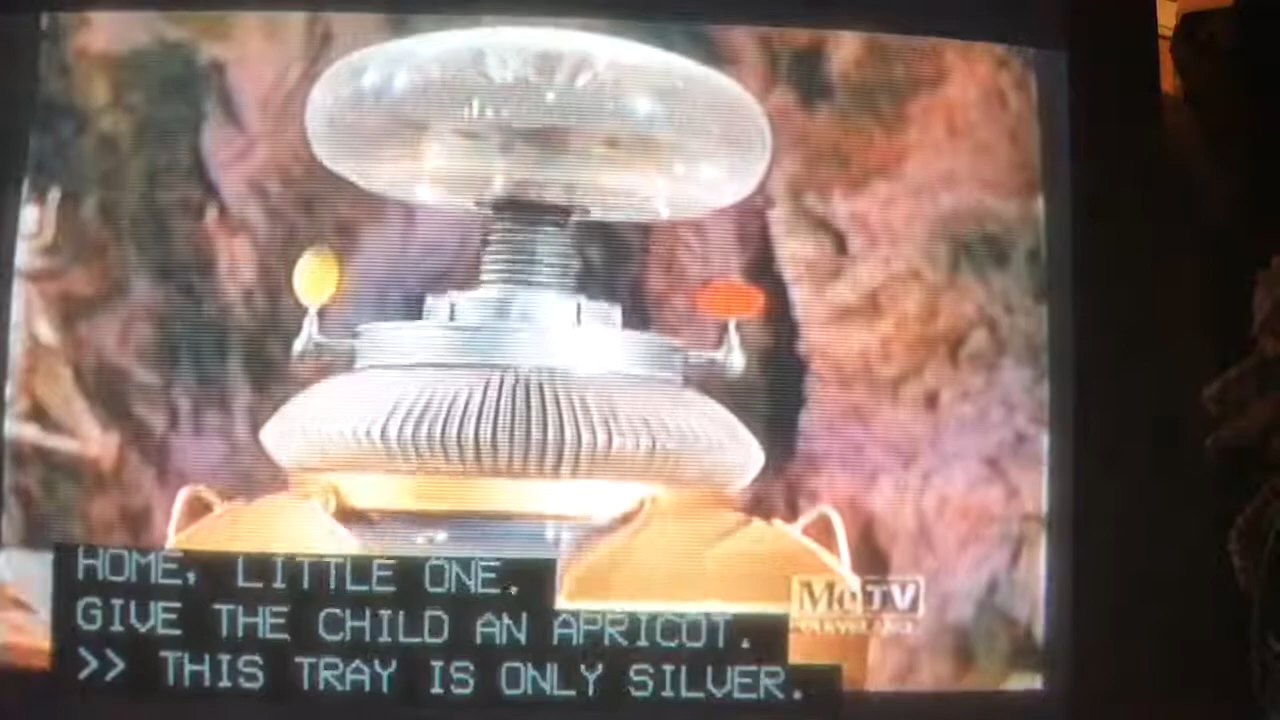 HOME, LITTLE ONE.
GIVE THE CHILD AN APRICOT.
>> THIS TRAY IS ONLY SILVER.
MeTV